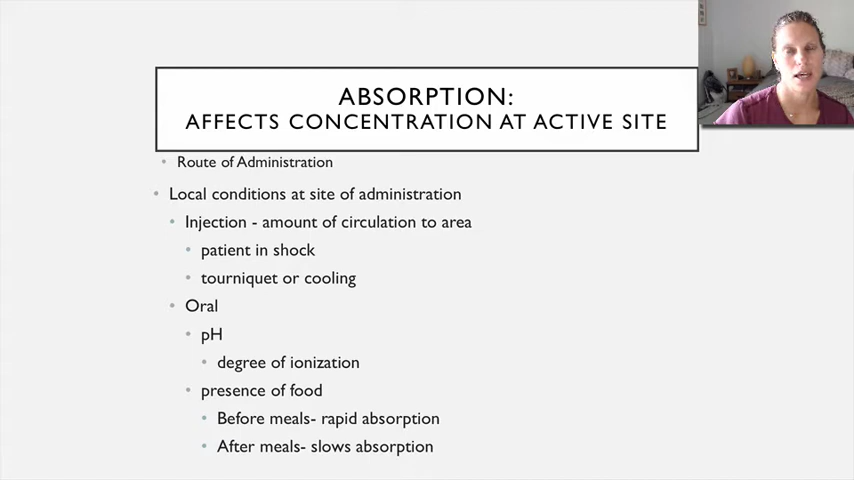 ABSORPTION:
AFFECTS CONCENTRATION AT ACTIVE SITE
• Route of Administration
• Local conditions at site of administration
• Injection - amount of circulation to area
• patient in shock
• tourniquet or cooling
• Oral
• pH
• degree of ionization
• presence of food
• Before meals- rapid absorption
• After meals- slows absorption